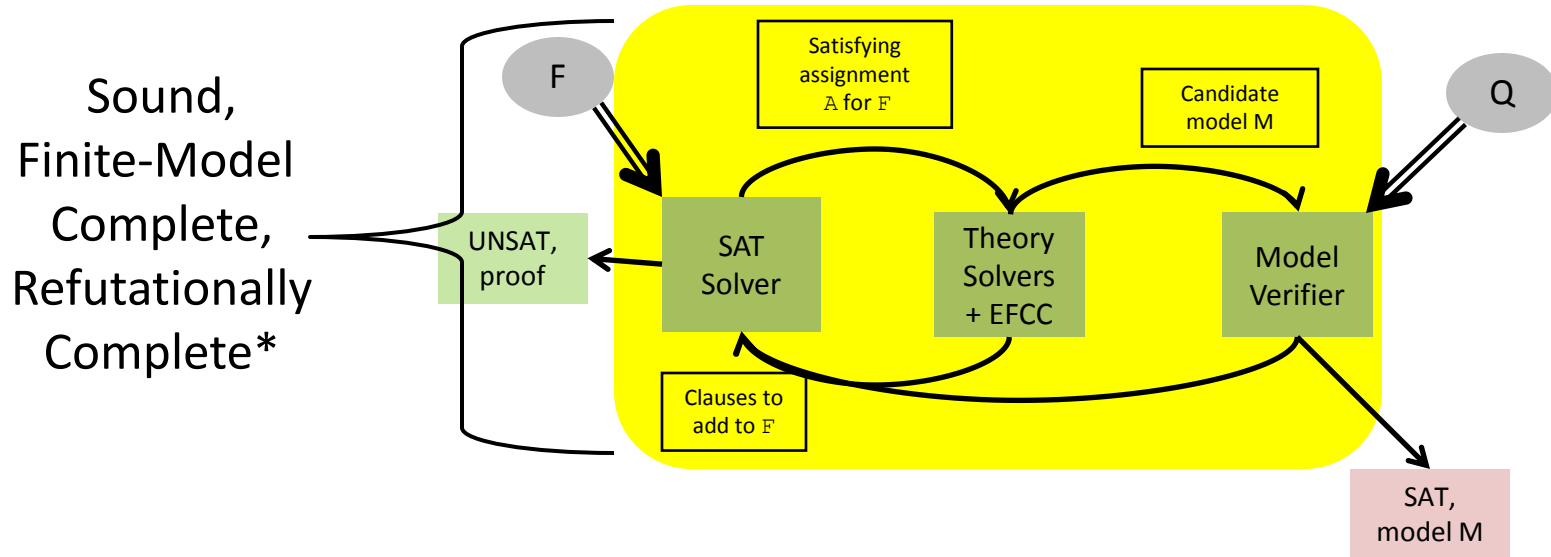 Sound,
Finite-Model
Complete,
Refutationally
Complete*
UNSAT,
proof
F
Satisfying
assignment
A for F
Candidate
model M
Q
SAT
Solver
Theory
Solvers
+ EFCC
Model
Verifier
Clauses to
add to F
SAT,
model M